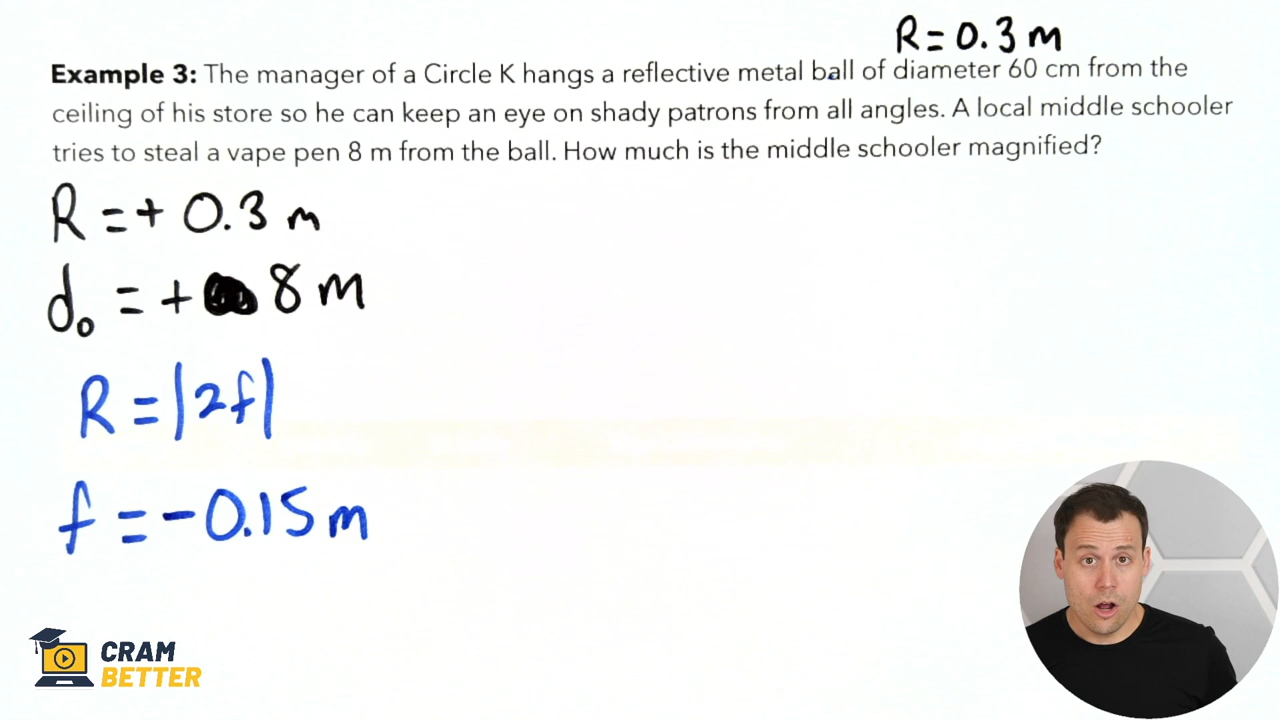 R = 0.3 m
Example 3: The manager of a Circle K hangs a reflective metal ball of diameter 60 cm from the
ceiling of his store so he can keep an eye on shady patrons from all angles. A local middle schooler
tries to steal a vape pen 8 m from the ball. How much is the middle schooler magnified?
R = + 0.3 m
d₀ = + 8 m
R = |2f|
f = -0.15 m
CRAM
BETTER